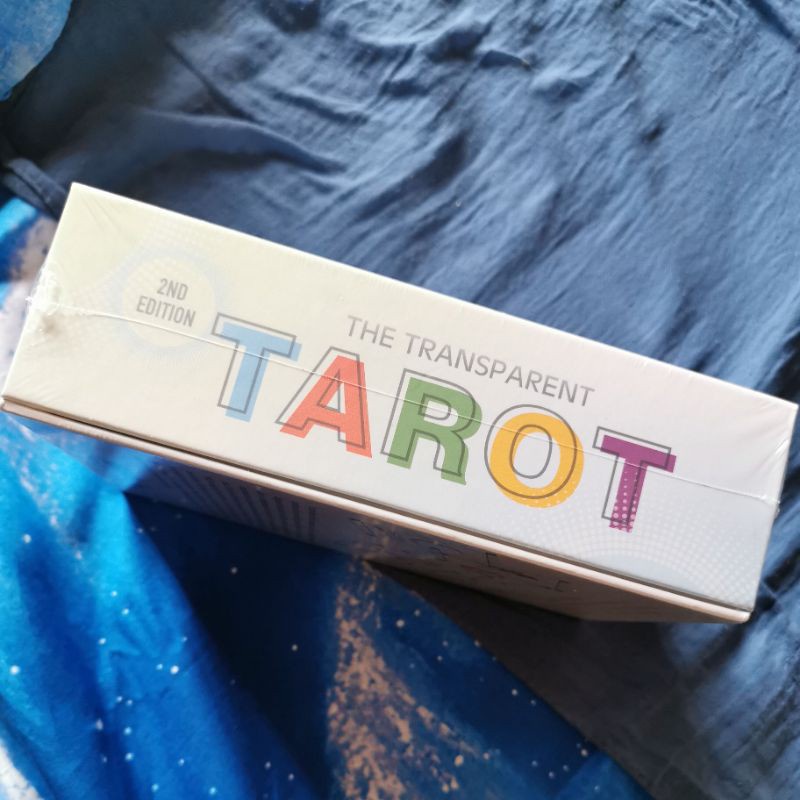 2ND
EDITION
THE TRANSPARENT
TAROT